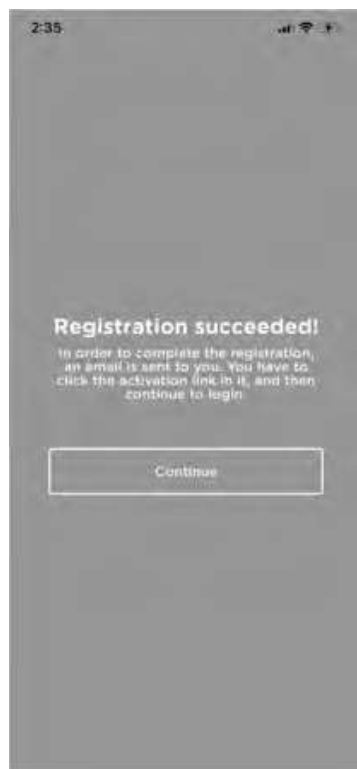 2:35
Registration succeeded!
In order to complete the registration,
an email is sent to you. You have to
click the activation link in it, and then
continue to login
Continue